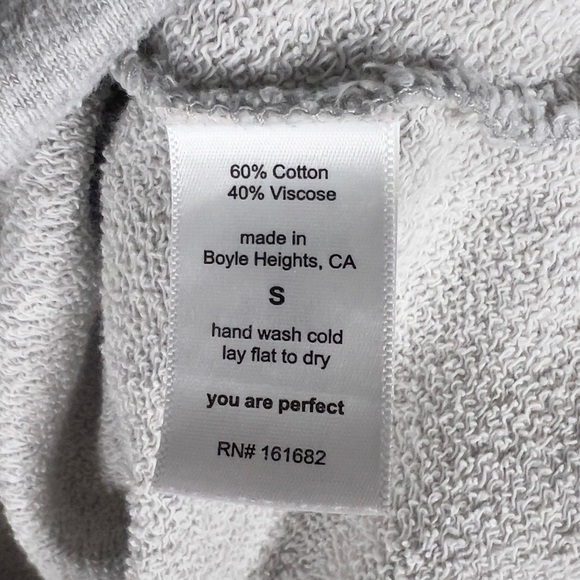 60% Cotton
40% Viscose
made in
Boyle Heights, CA
S
hand wash cold
lay flat to dry
you are perfect
RN# 161682